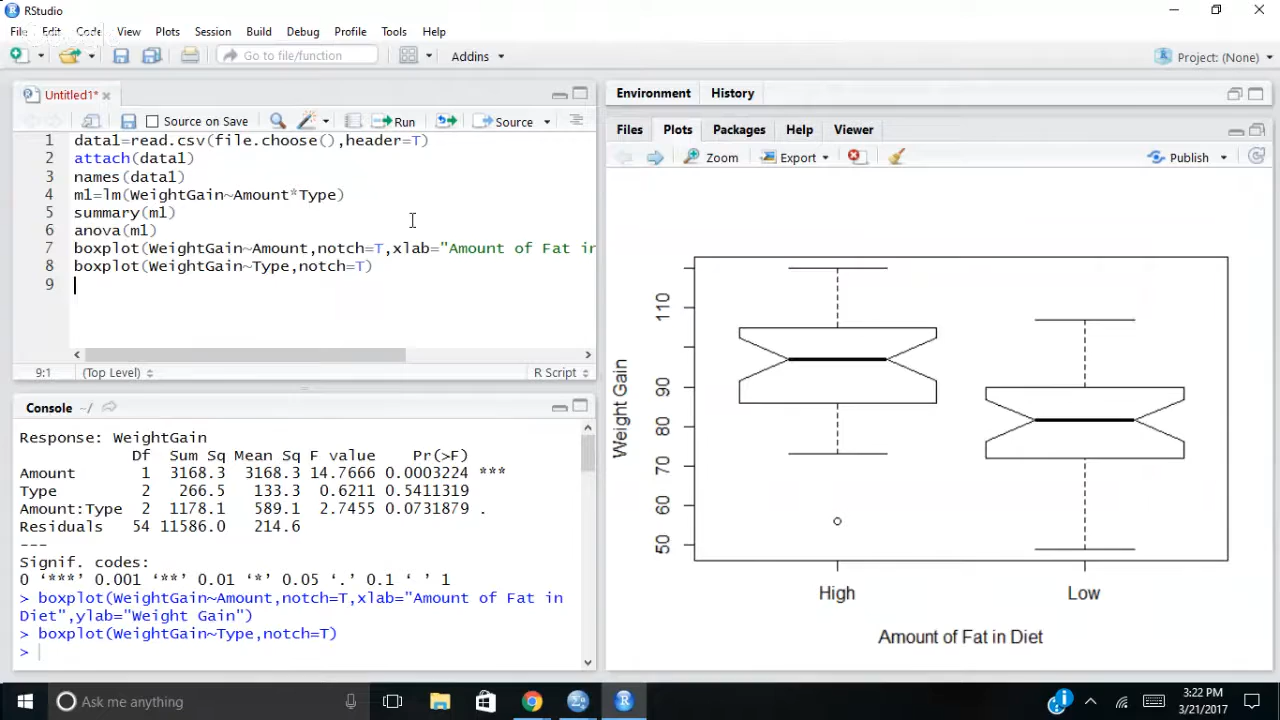 RStudio
File Edit Code View Plots Session Build Debug Profile Tools Help
Go to file/function Addins Project: (None)
Untitled1*
Source on Save Run Source
1 data1=read.csv(file.choose(),header=T)
2 attach(data1)
3 names(data1)
4 m1=lm(WeightGain~Amount*Type)
5 summary(m1)
6 anova(m1)
7 boxplot(WeightGain~Amount,notch=T,xlab="Amount of Fat in
8 boxplot(WeightGain~Type,notch=T)
9
9:1 (Top Level) R Script
Console ~/
Response: WeightGain
Df Sum Sq Mean Sq F value Pr(>F)
Amount 1 3168.3 3168.3 14.7666 0.0003224 ***
Type 2 266.5 133.3 0.6211 0.5411319
Amount:Type 2 1178.1 589.1 2.7455 0.0731879 .
Residuals 54 11586.0 214.6
---
Signif. codes:
0 ‘***’ 0.001 ‘**’ 0.01 ‘*’ 0.05 ‘.’ 0.1 ‘ ’ 1
> boxplot(WeightGain~Amount,notch=T,xlab="Amount of Fat in
Diet",ylab="Weight Gain")
> boxplot(WeightGain~Type,notch=T)
>
Environment History
Files Plots Packages Help Viewer
Zoom Export Publish
Weight Gain
110
90
80
70
60
50
High Low
Amount of Fat in Diet
Ask me anything
3:22 PM
3/21/2017